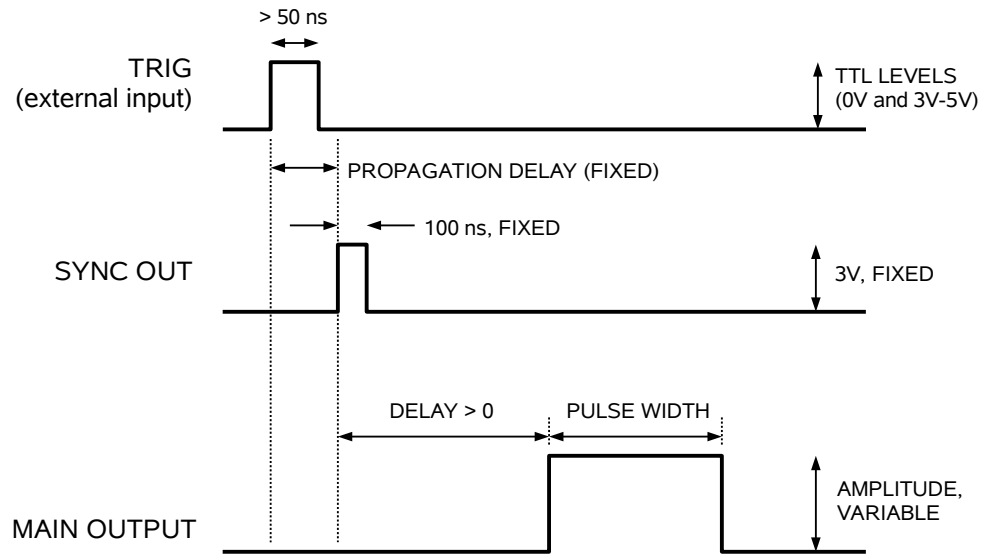 > 50 ns
TRIG
(external input)
TTL LEVELS
(0V and 3V-5V)
PROPAGATION DELAY (FIXED)
100 ns, FIXED
SYNC OUT
3V, FIXED
DELAY > 0
PULSE WIDTH
MAIN OUTPUT
AMPLITUDE,
VARIABLE